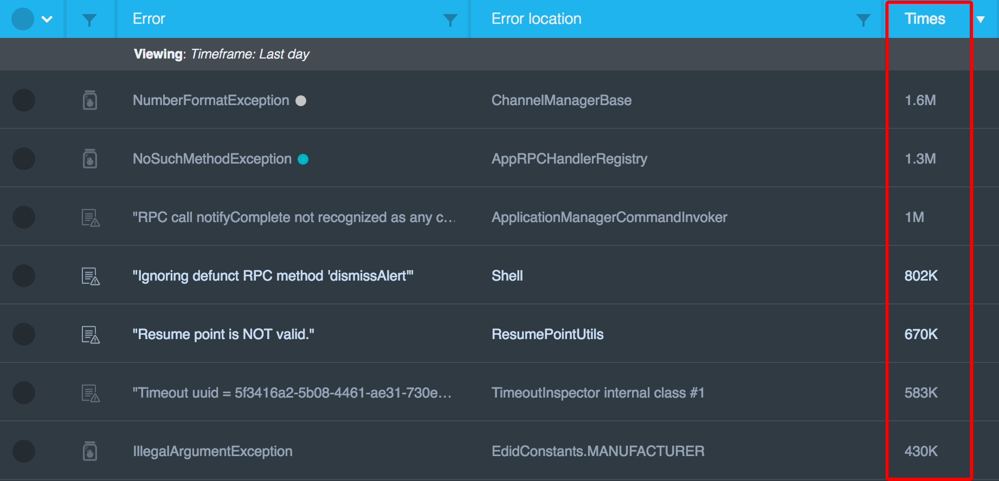 Error Error location Times
Viewing: Timeframe: Last day
NumberFormatException ChannelManagerBase 1.6M
NoSuchMethodException AppRPCHandlerRegistry 1.3M
"RPC call notifyComplete not recognized as any c... ApplicationManagerCommandInvoker 1M
"Ignoring defunct RPC method 'dismissAlert'" Shell 802K
"Resume point is NOT valid." ResumePointUtils 670K
"Timeout uuid = 5f3416a2-5b08-4461-ae31-730e... TimeoutInspector internal class #1 583K
IllegalArgumentException EdidConstants.MANUFACTURER 430K